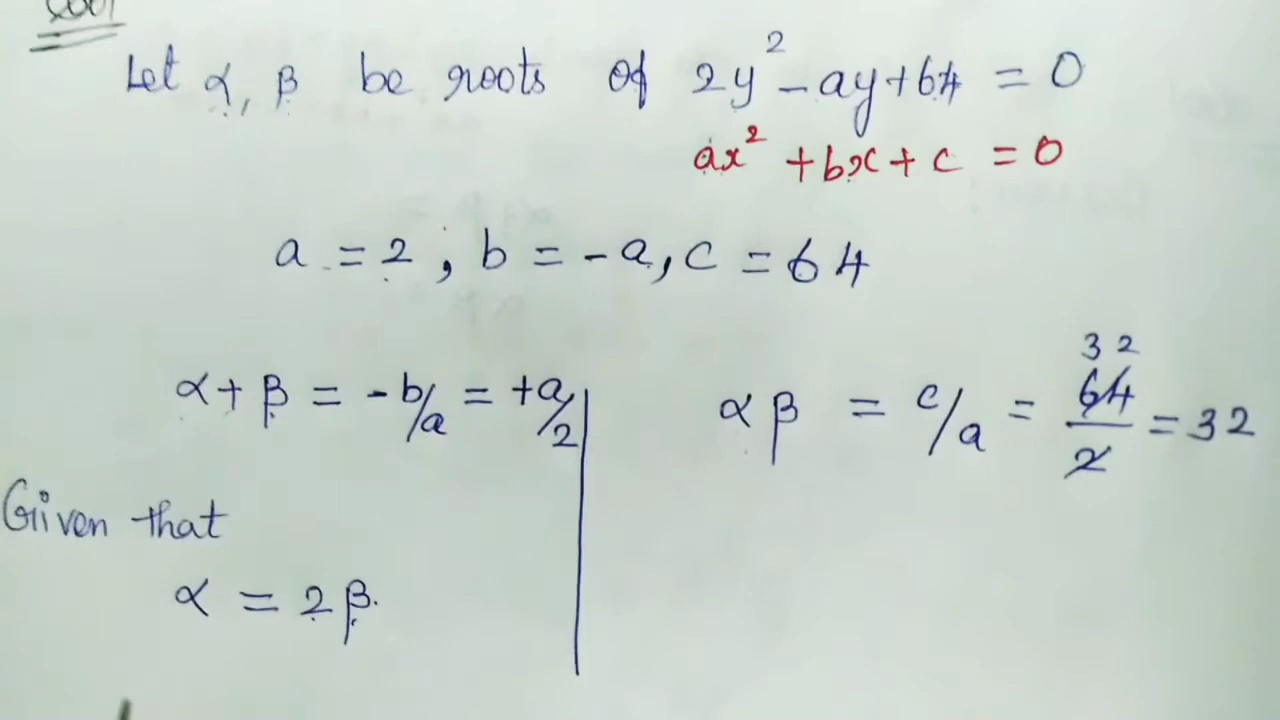 Let α, β be roots of 2y² - ay + 64 = 0
ax² + bx + c = 0
a = 2, b = -a, c = 64
α + β = -b/a = +a/2
αβ = c/a = 64/2 = 32
32
Given that
α = 2β.